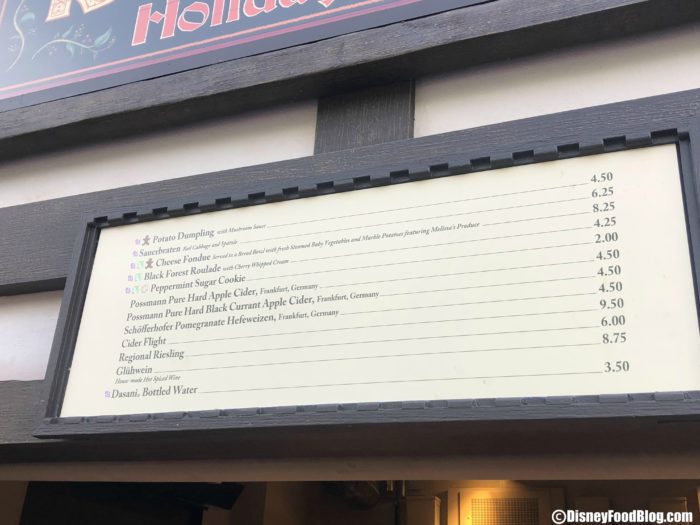 Holiday
Potato Dumpling with Mushroom Sauce 4.50
Sauerbraten Red Cabbage and Spätzle 6.25
Cheese Fondue Served in a Bread Bowl with fresh Steamed Baby Vegetables and Marble Potatoes featuring Melissa's Produce 8.25
Black Forest Roulade with Cherry Whipped Cream 4.25
Peppermint Sugar Cookie 2.00
Possmann Pure Hard Apple Cider, Frankfurt, Germany 4.50
Possmann Pure Hard Black Currant Apple Cider, Frankfurt, Germany 4.50
Schöfferhofer Pomegranate Hefeweizen, Frankfurt, Germany 4.50
Cider Flight 9.50
Regional Riesling 6.00
Glühwein 8.75
House-made Hot Spiced Wine
Dasani, Bottled Water 3.50
©DisneyFoodBlog.com